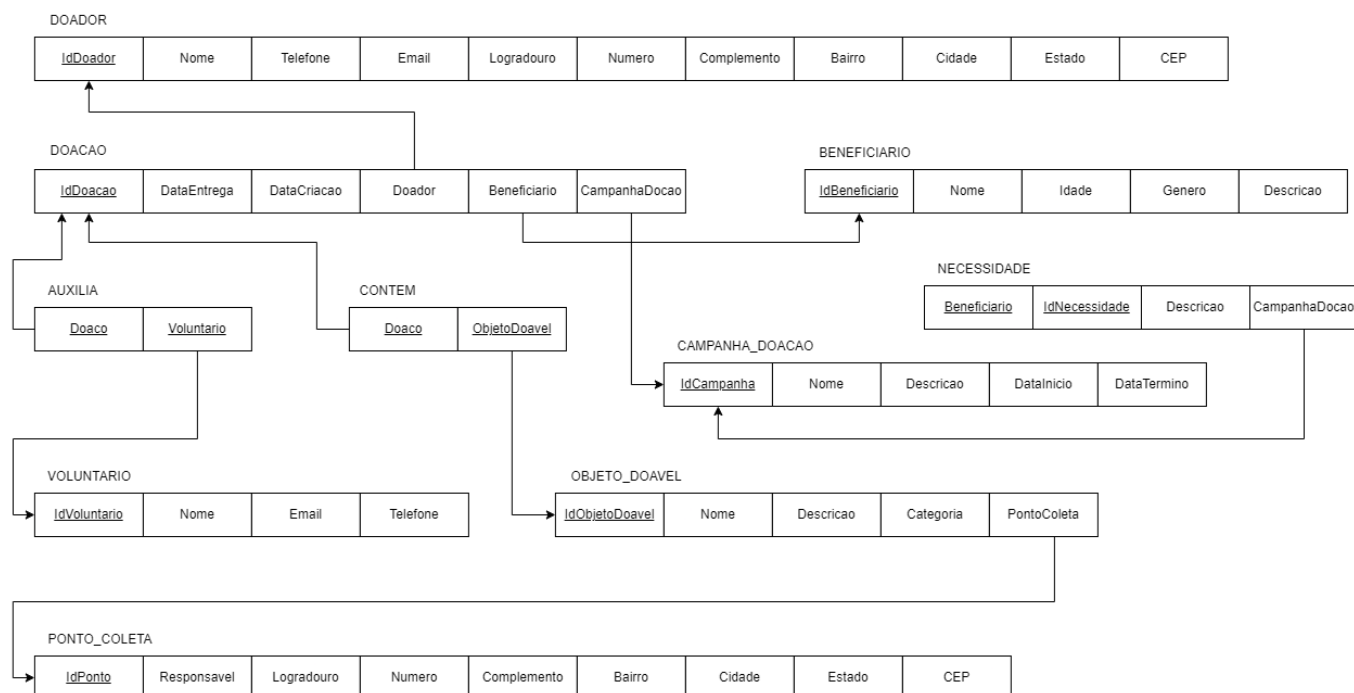 DOADOR
IdDoador Nome Telefone Email Logradouro Numero Complemento Bairro Cidade Estado CEP
DOACAO
IdDoacao DataEntrega DataCriacao Doador Beneficiario CampanhaDocao
BENEFICIARIO
IdBeneficiario Nome Idade Genero Descricao
NECESSIDADE
Beneficiario IdNecessidade Descricao CampanhaDocao
AUXILIA
Doaco Voluntario
CONTEM
Doaco ObjetoDoavel
CAMPANHA_DOACAO
IdCampanha Nome Descricao DataInicio DataTermino
VOLUNTARIO
IdVoluntario Nome Email Telefone
OBJETO_DOAVEL
IdObjetoDoavel Nome Descricao Categoria PontoColeta
PONTO_COLETA
IdPonto Responsavel Logradouro Numero Complemento Bairro Cidade Estado CEP